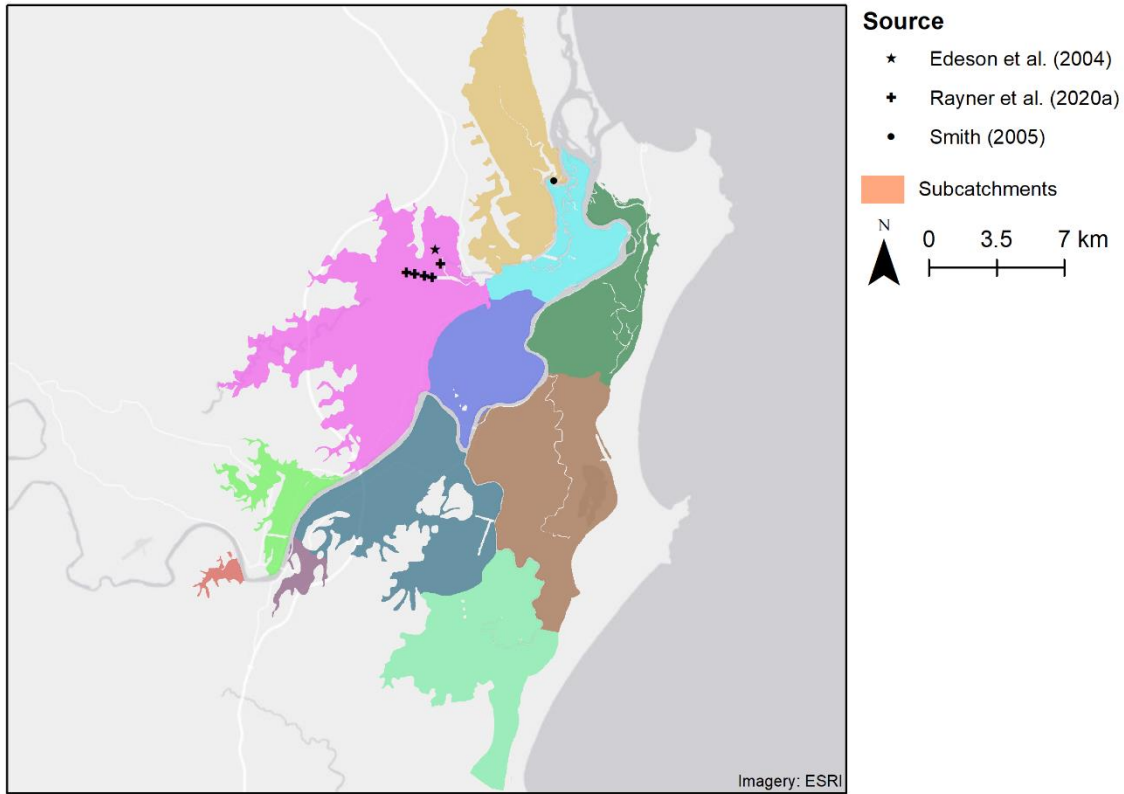 Source
Edeson et al. (2004)
Rayner et al. (2020a)
Smith (2005)
Subcatchments
N
0 3.5 7 km
Imagery: ESRI